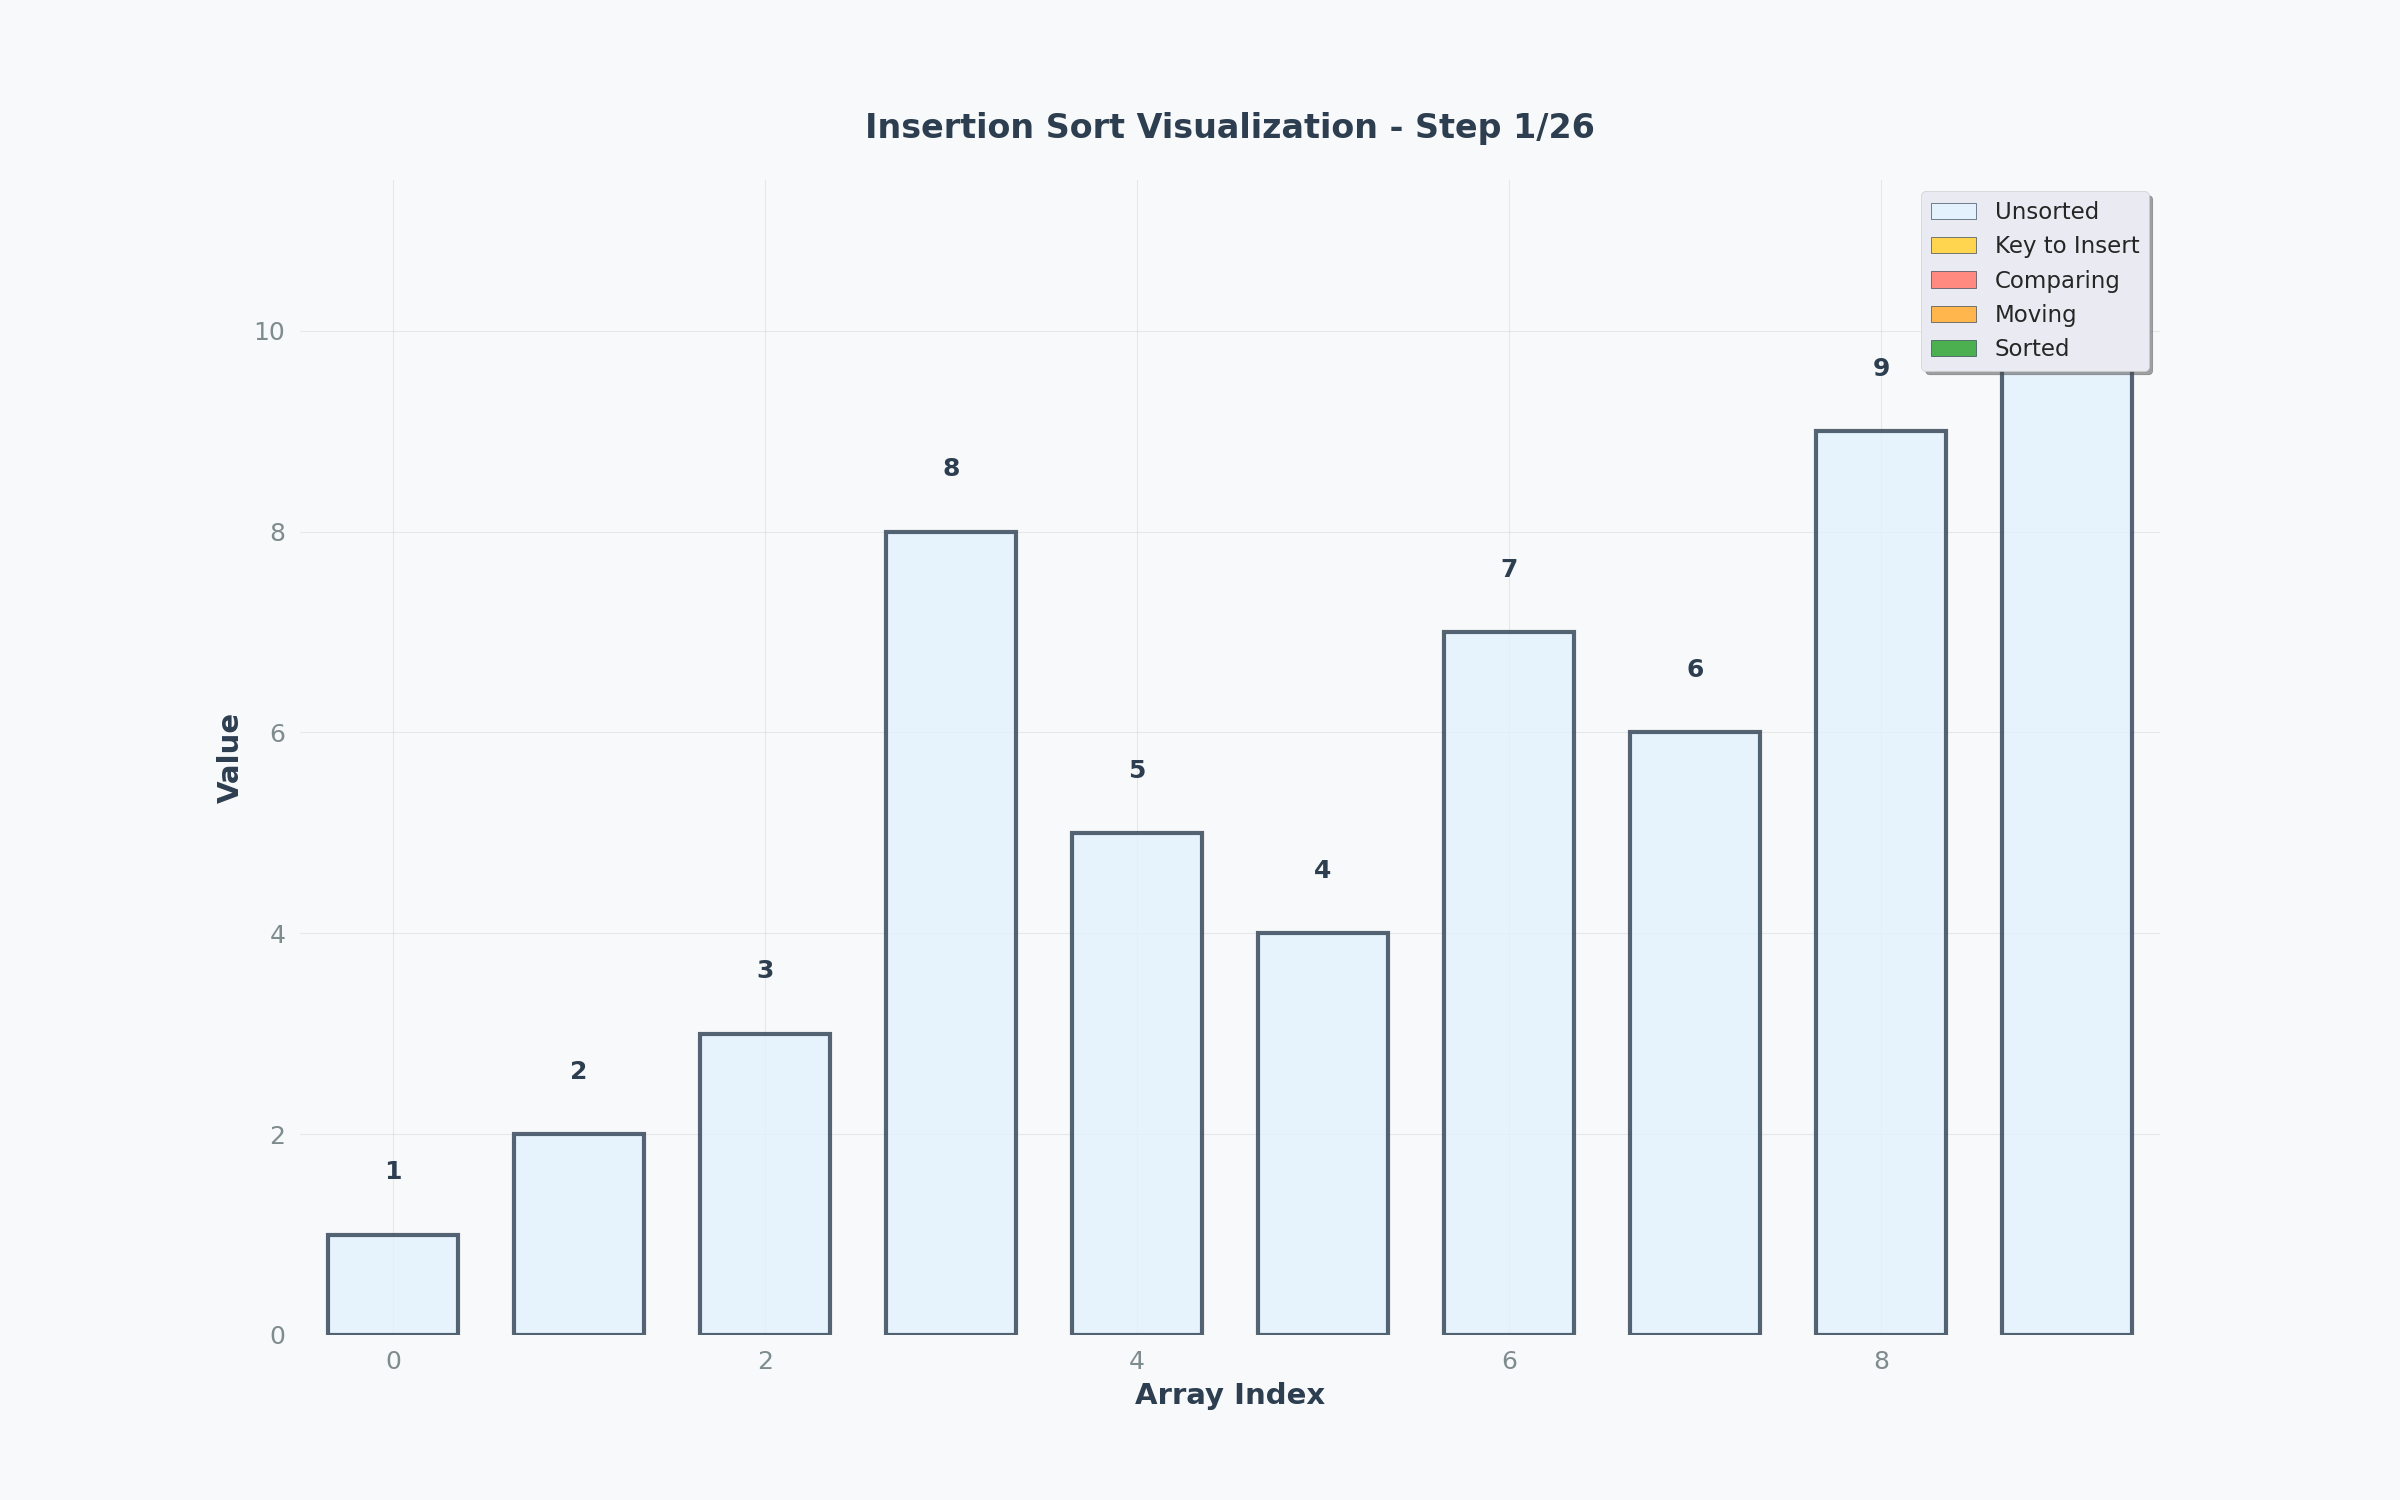 Insertion Sort Visualization - Step 1/26
Unsorted
Key to Insert
Comparing
Moving
Sorted
10
8
6
4
2
0
Value
1
2
3
8
5
4
7
6
9
0
2
4
6
8
Array Index